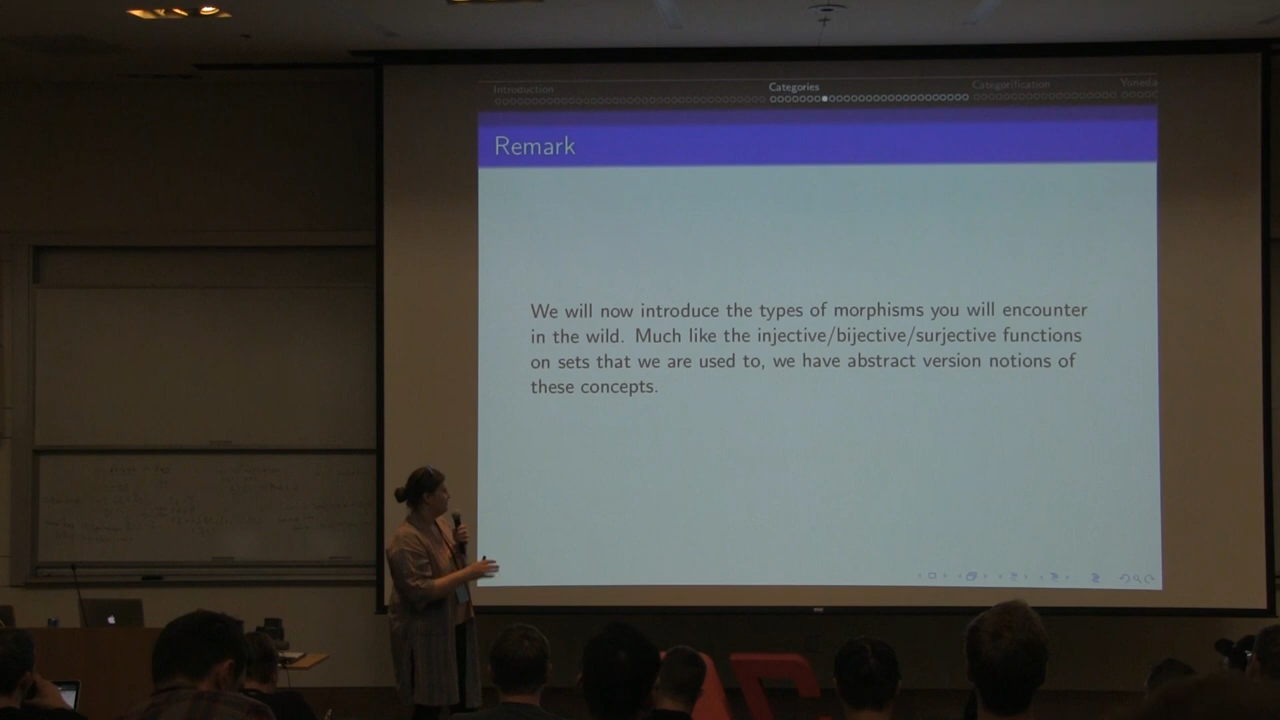 Introduction
Categories
Categorification
Yoneda
Remark
We will now introduce the types of morphisms you will encounter
in the wild. Much like the injective/bijective/surjective functions
on sets that we are used to, we have abstract version notions of
these concepts.